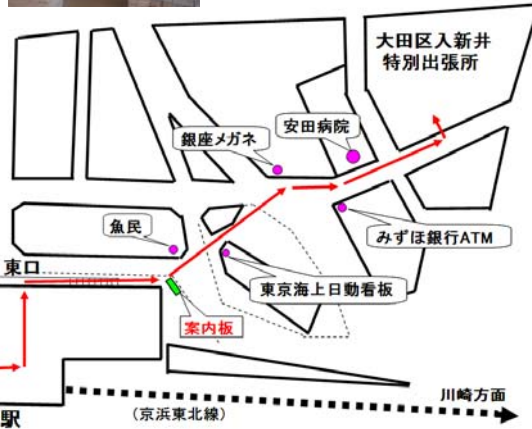 大田区入新井
特別出張所
安田病院
銀座メガネ
魚民
みずほ銀行ATM
東口
東京海上日動看板
案内板
川崎方面
駅
(京浜東北線)